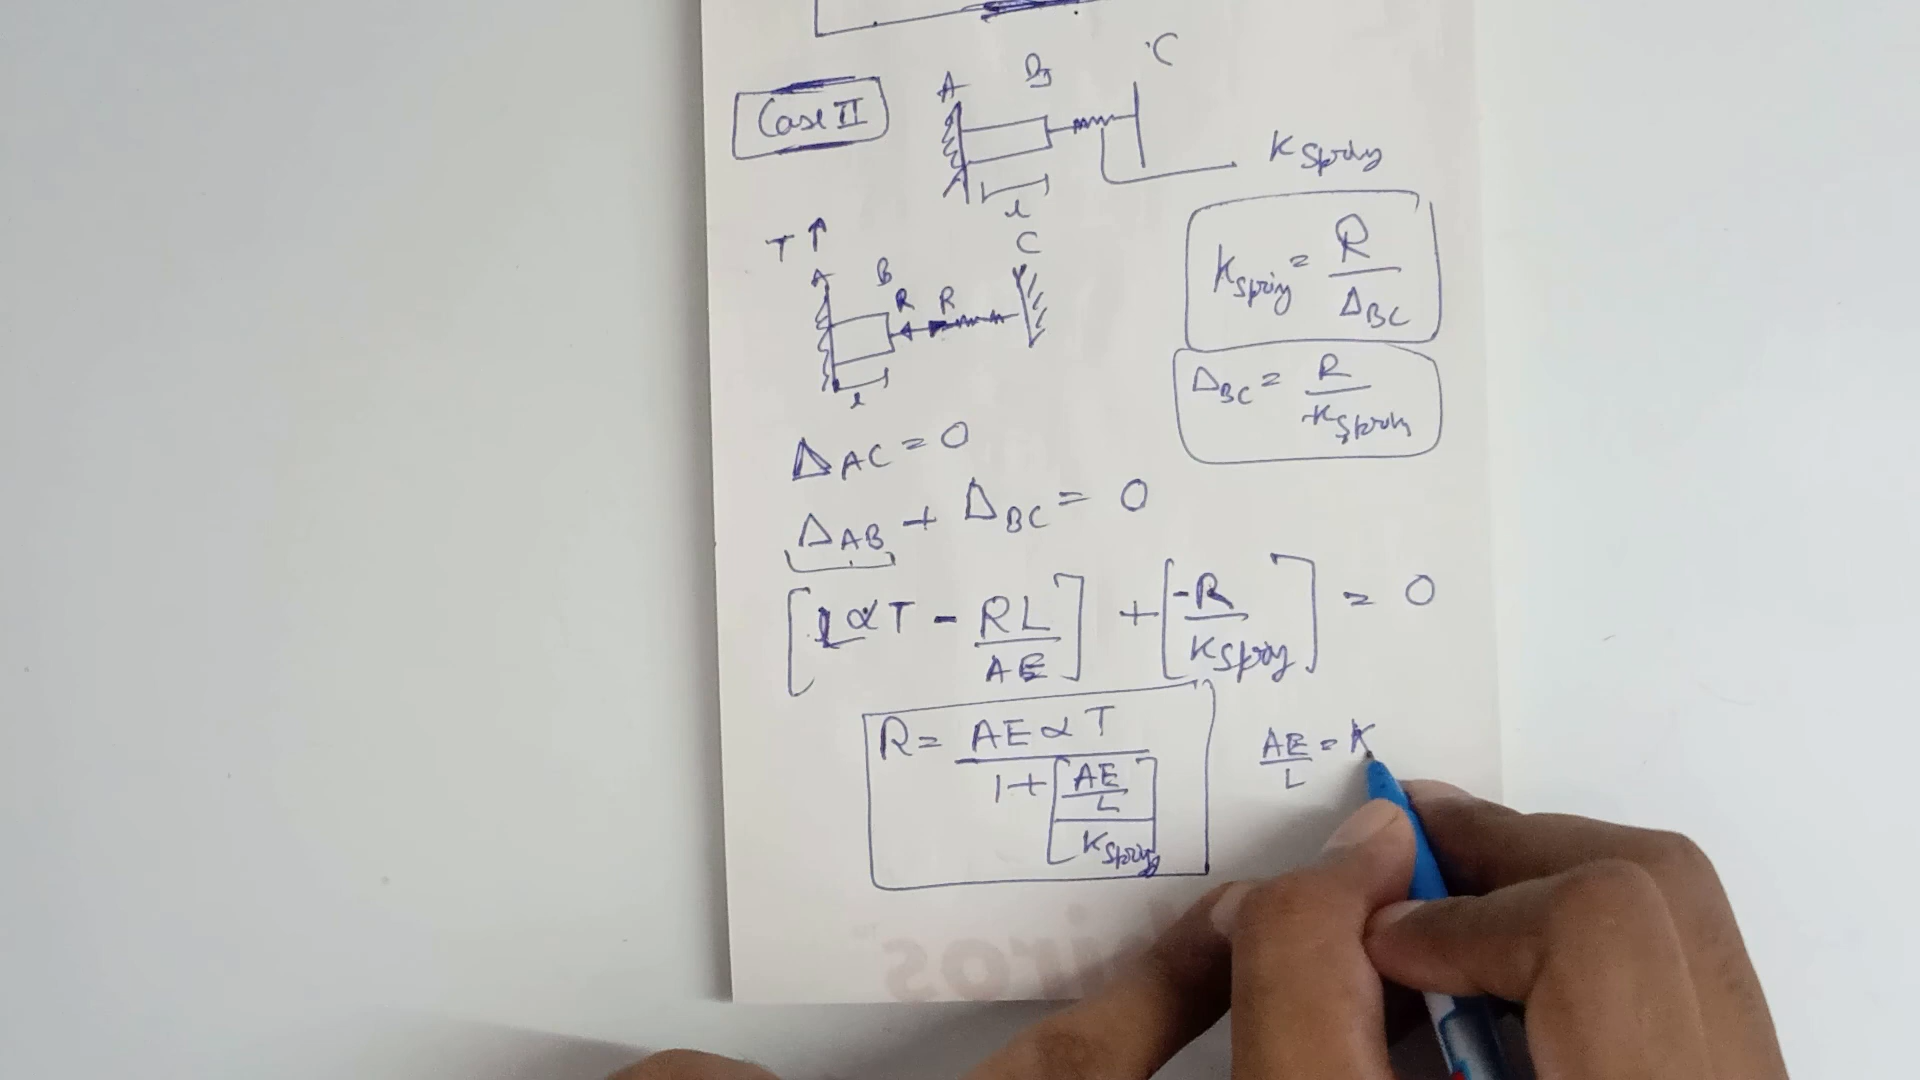 Case II
A B C
l
K Spring
T ↑
A B C
R R
l
K Spring = R / Δ BC
Δ BC = R / K Spring
Δ AC = 0
Δ AB + Δ BC = 0
[L α T - RL / AE] + [-R / K Spring] = 0
R = AE α T / 1 + [AE / L / K Spring]
AE / L = K